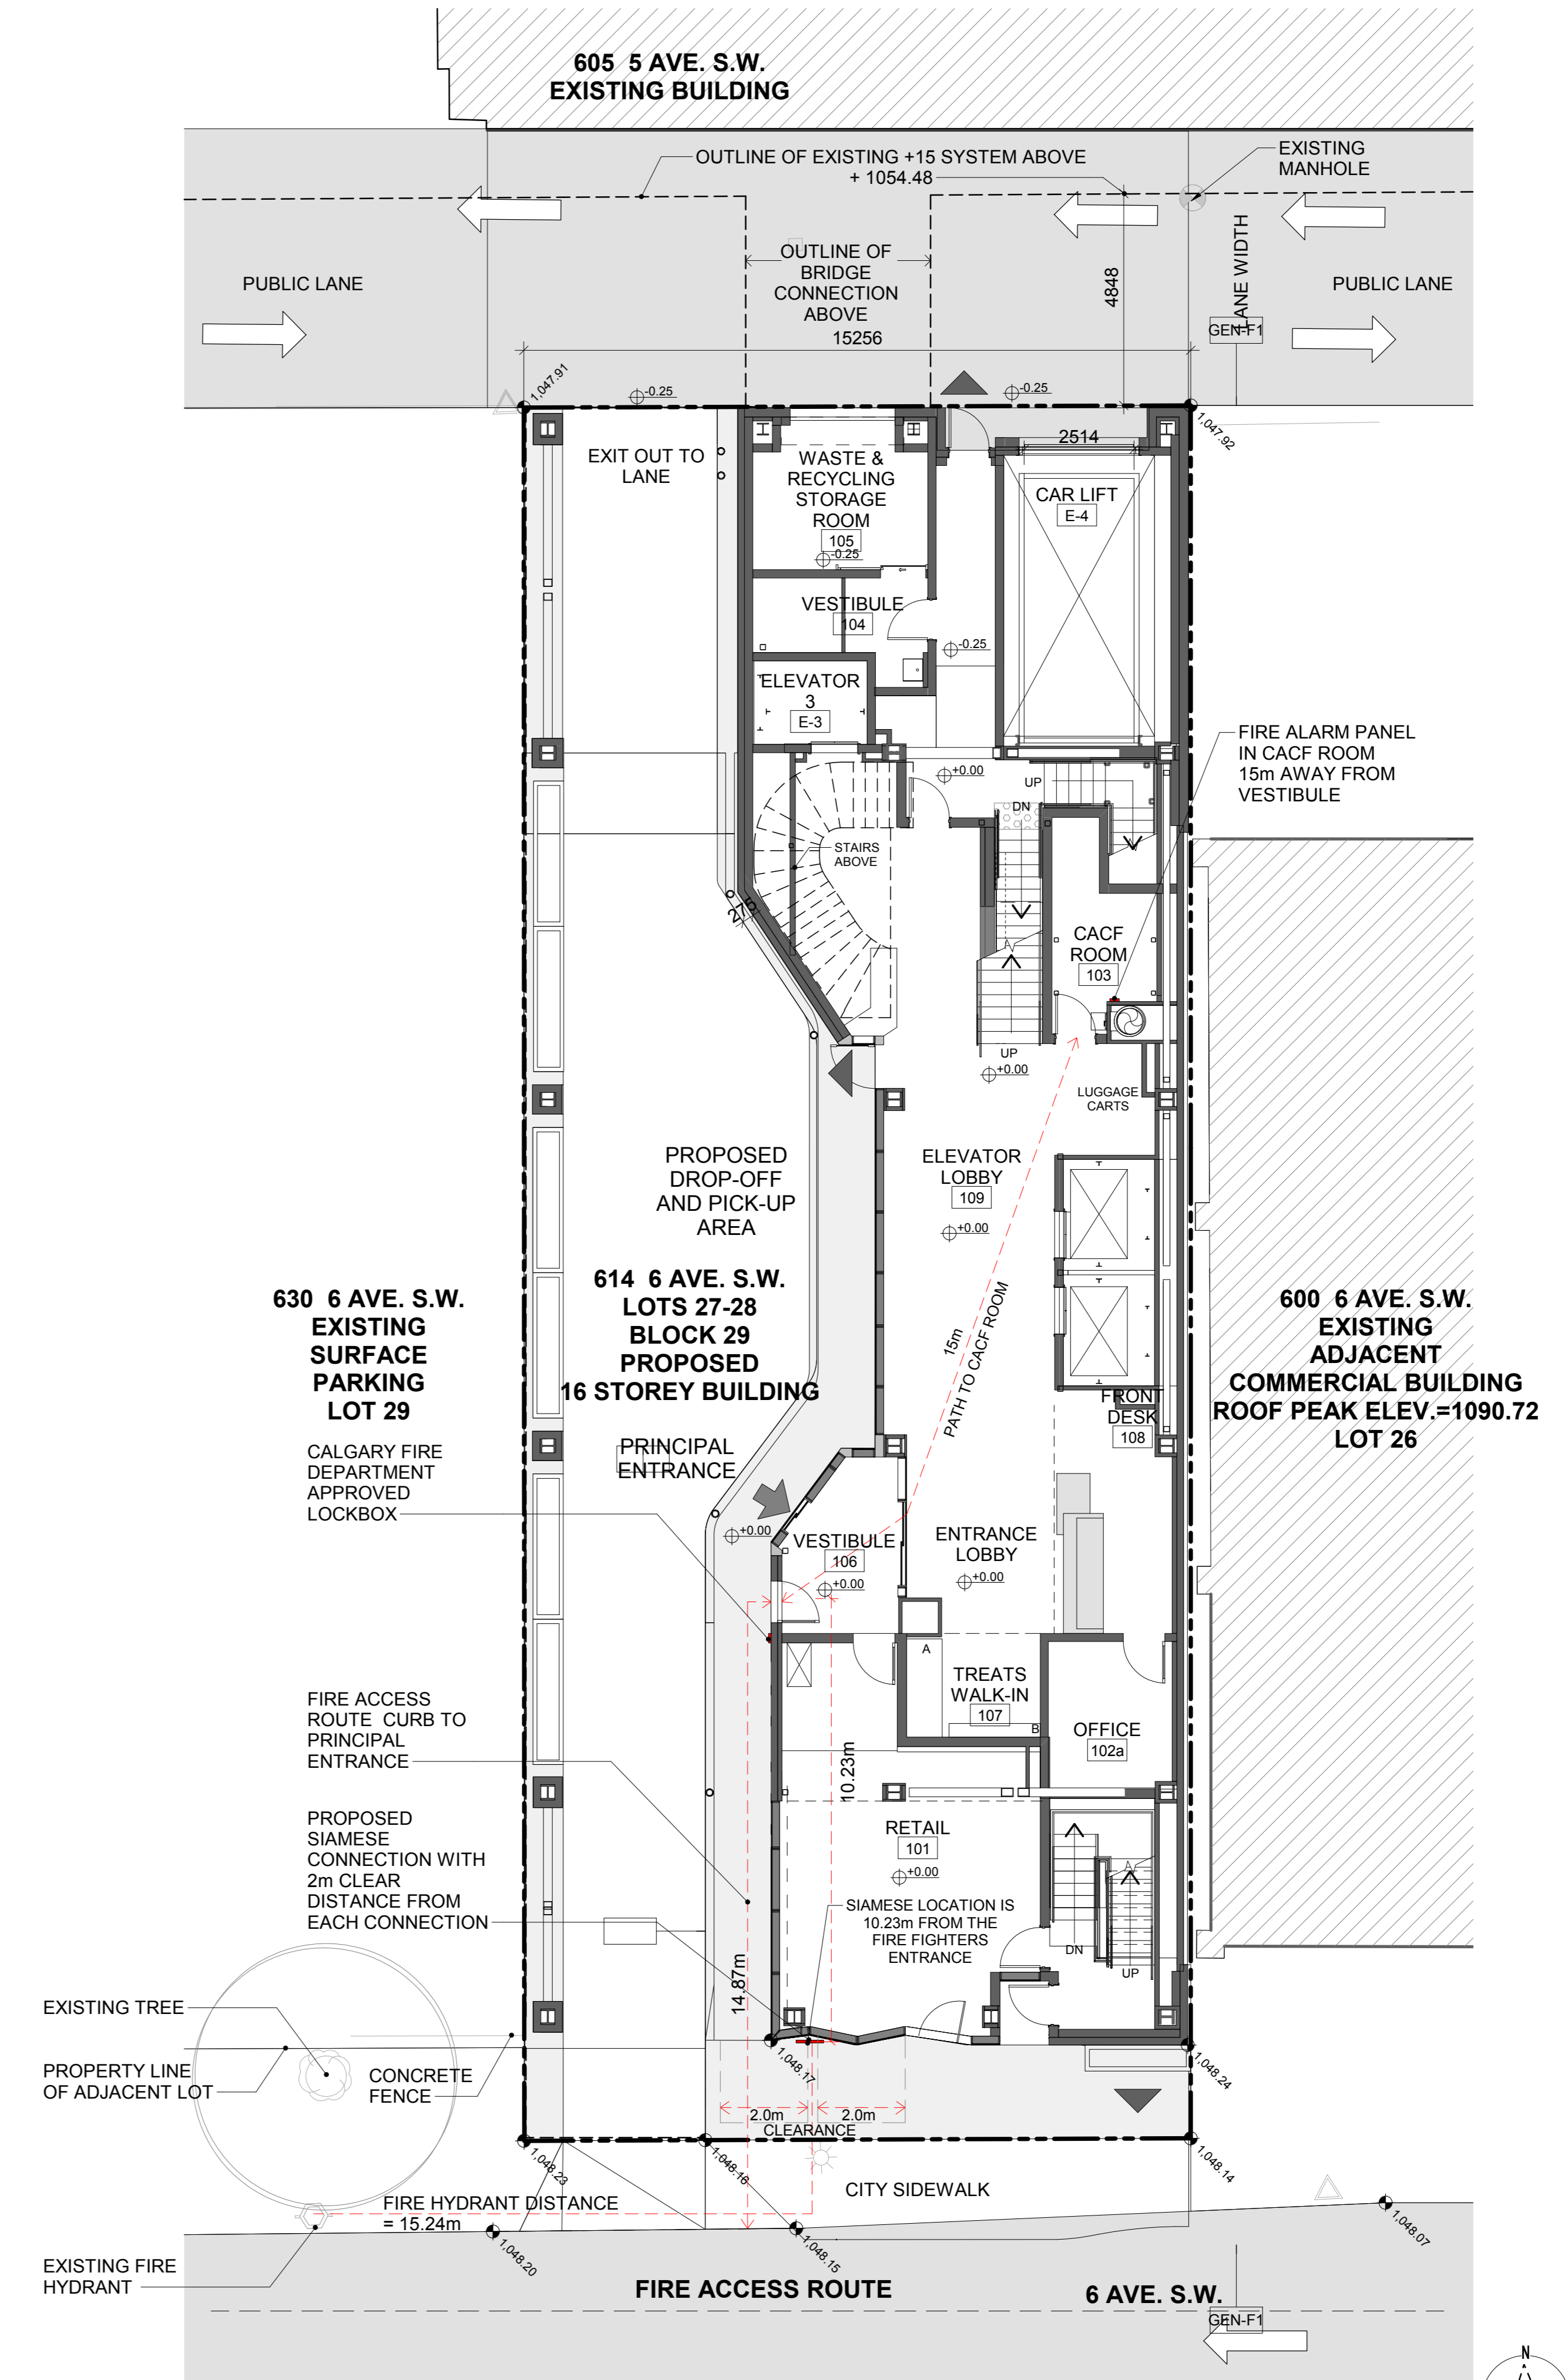 605 5 AVE. S.W.
EXISTING BUILDING
OUTLINE OF EXISTING +15 SYSTEM ABOVE
+ 1054.48
EXISTING
MANHOLE
PUBLIC LANE
OUTLINE OF
BRIDGE
CONNECTION
ABOVE
4848
LANE WIDTH
PUBLIC LANE
GEN-F1
15256
1,047.91
-0.25
-0.25
1,047.92
EXIT OUT TO
LANE
WASTE &
RECYCLING
STORAGE
ROOM
105
-0.25
2514
CAR LIFT
E-4
VESTIBULE
104
-0.25
ELEVATOR
3
E-3
FIRE ALARM PANEL
IN CACF ROOM
15m AWAY FROM
VESTIBULE
+0.00
UP
DN
STAIRS
ABOVE
275
CACF
ROOM
103
UP
+0.00
LUGGAGE
CARTS
PROPOSED
DROP-OFF
AND PICK-UP
AREA
ELEVATOR
LOBBY
109
+0.00
630 6 AVE. S.W.
EXISTING
SURFACE
PARKING
LOT 29
614 6 AVE. S.W.
LOTS 27-28
BLOCK 29
PROPOSED
16 STOREY BUILDING
15m
PATH TO CACF ROOM
600 6 AVE. S.W.
EXISTING
ADJACENT
COMMERCIAL BUILDING
ROOF PEAK ELEV.=1090.72
LOT 26
FRONT
DESK
108
CALGARY FIRE
DEPARTMENT
APPROVED
LOCKBOX
PRINCIPAL
ENTRANCE
+0.00
VESTIBULE
106
+0.00
ENTRANCE
LOBBY
+0.00
A
TREATS
WALK-IN
107
B
OFFICE
102a
FIRE ACCESS
ROUTE CURB TO
PRINCIPAL
ENTRANCE
10.23m
PROPOSED
SIAMESE
CONNECTION WITH
2m CLEAR
DISTANCE FROM
EACH CONNECTION
RETAIL
101
+0.00
SIAMESE LOCATION IS
10.23m FROM THE
FIRE FIGHTERS
ENTRANCE
DN
UP
14.87m
EXISTING TREE
PROPERTY LINE
OF ADJACENT LOT
CONCRETE
FENCE
1,048.17
1,048.24
2.0m
2.0m
CLEARANCE
1,048.23
1,048.16
1,048.14
CITY SIDEWALK
FIRE HYDRANT DISTANCE
= 15.24m
1,048.20
1,048.15
1,048.07
EXISTING FIRE
HYDRANT
FIRE ACCESS ROUTE
6 AVE. S.W.
GEN-F1
N